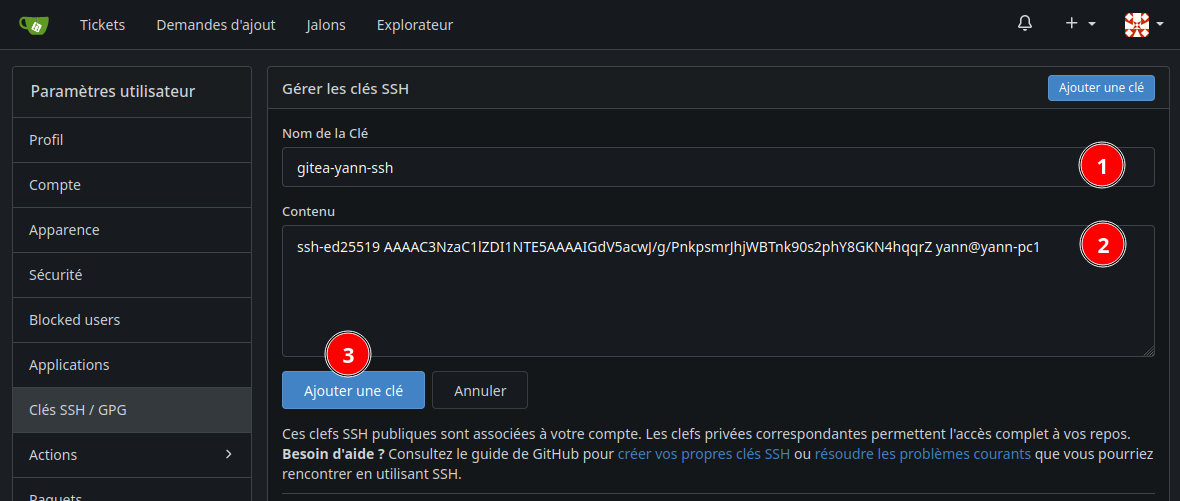 Tickets Demandes d'ajout Jalons Explorateur
Paramètres utilisateur
Profil
Compte
Apparence
Sécurité
Blocked users
Applications
Clés SSH / GPG
Actions
Paquets
Gérer les clés SSH
Ajouter une clé
Nom de la Clé
gitea-yann-ssh
1
Contenu
ssh-ed25519 AAAAC3NzaC1lZDI1NTE5AAAAIGdV5acwJ/g/PnkpsmrJhjWBTnk90s2phY8GKN4hqqrZ yann@yann-pc1
2
3
Ajouter une clé Annuler
Ces clefs SSH publiques sont associées à votre compte. Les clefs privées correspondantes permettent l'accès complet à vos repos.
Besoin d'aide ? Consultez le guide de GitHub pour créer vos propres clés SSH ou résoudre les problèmes courants que vous pourriez
rencontrer en utilisant SSH.